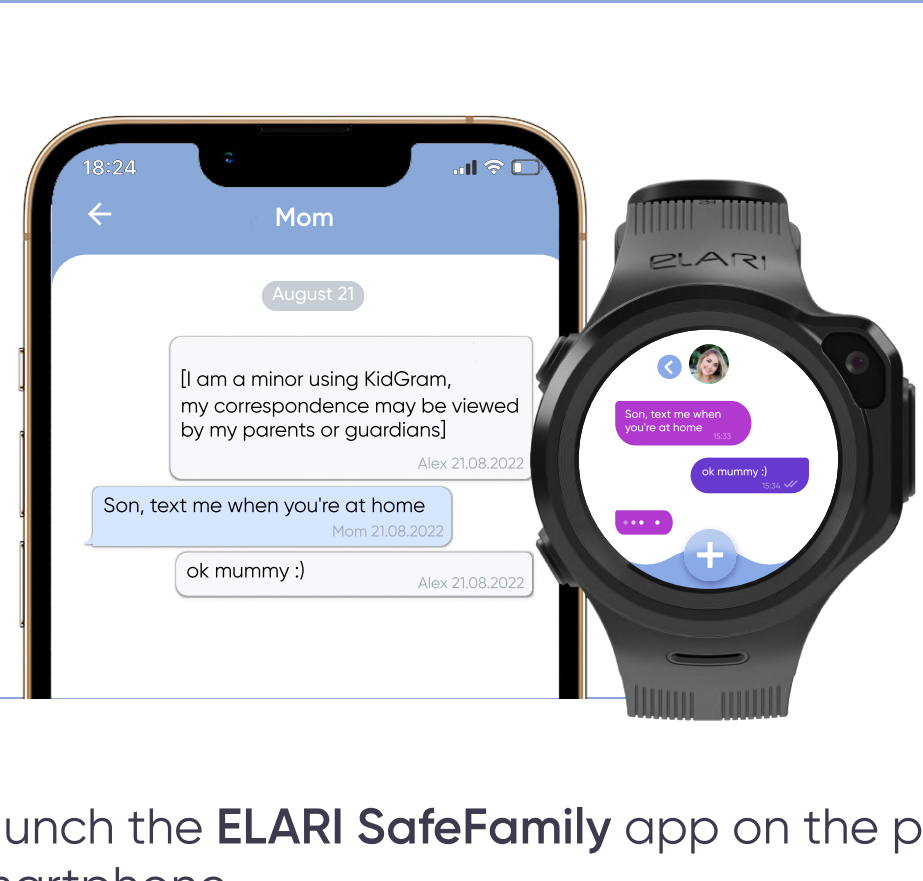 18:24
Mom
August 21
[I am a minor using KidGram,
my correspondence may be viewed
by my parents or guardians]
Alex 21.08.2022
Son, text me when you're at home
Mom 21.08.2022
ok mummy :)
Alex 21.08.2022
ELARI
Son, text me when
you're at home
15:33
ok mummy :)
15:34
unch the ELARI SafeFamily app on the p